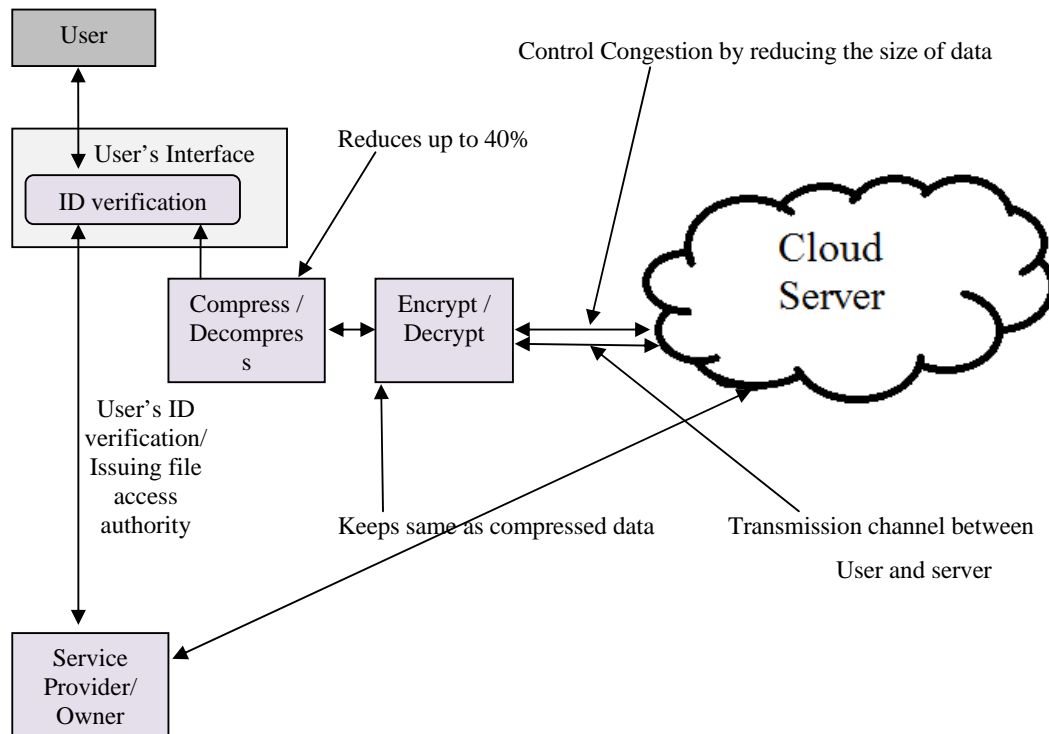 User
Control Congestion by reducing the size of data
Reduces up to 40%
User’s Interface
ID verification
Cloud
Server
Compress /
Decompres
s
Encrypt /
Decrypt
User’s ID
verification/
Issuing file
access
authority
Keeps same as compressed data
Transmission channel between
User and server
Service
Provider/
Owner